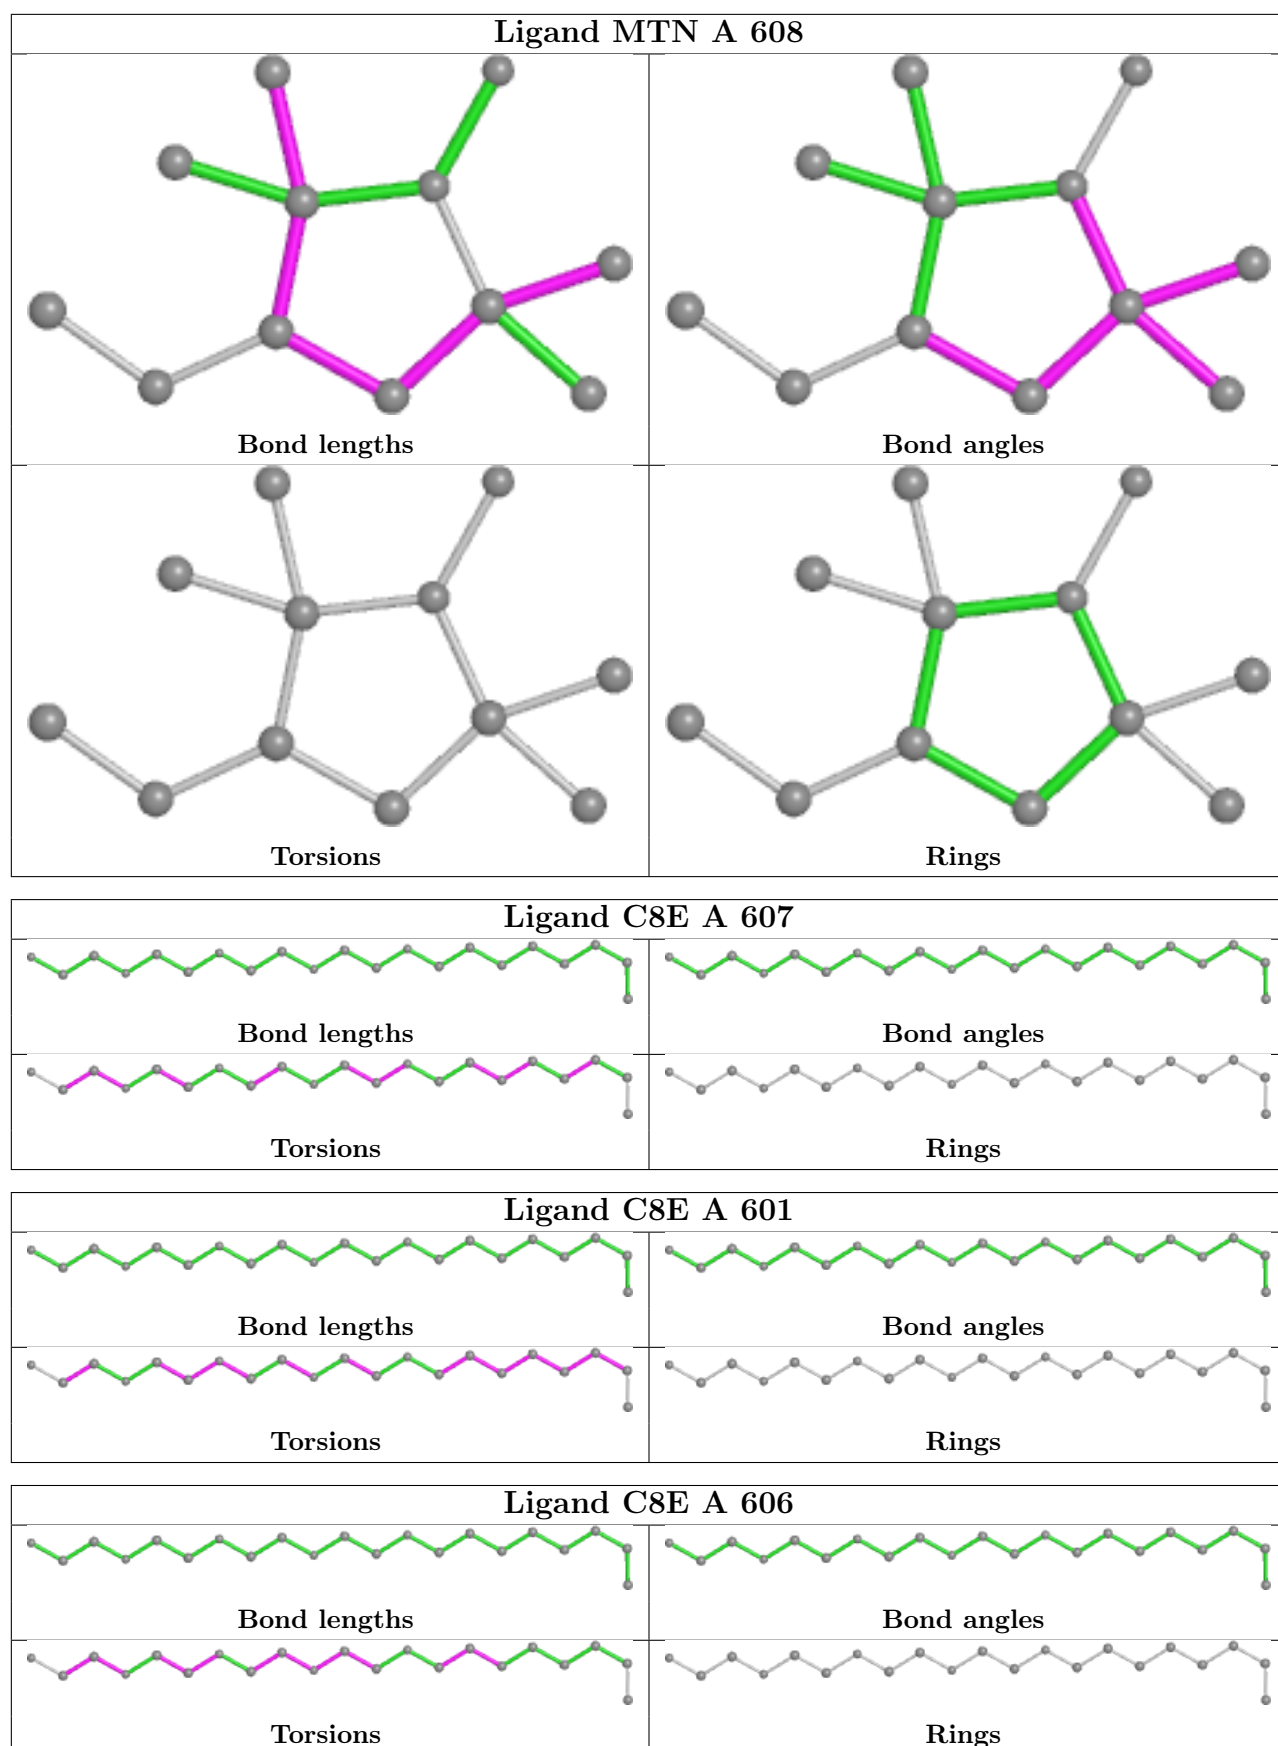 Ligand MTN A 608
Bond lengths
Bond angles
Torsions
Rings
Ligand C8E A 607
Bond lengths
Bond angles
Torsions
Rings
Ligand C8E A 601
Bond lengths
Bond angles
Torsions
Rings
Ligand C8E A 606
Bond lengths
Bond angles
Torsions
Rings